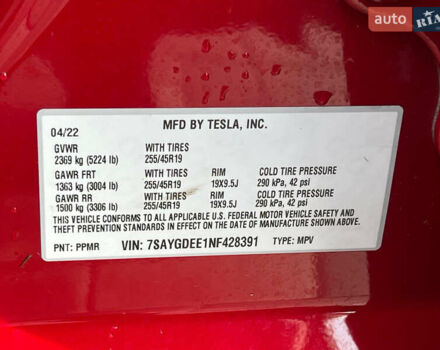 auto RIA
MFD BY TESLA, INC.
04/22
GVWR WITH TIRES
2369 kg (5224 lb) 255/45R19
GAWR FRT WITH TIRES RIM COLD TIRE PRESSURE
1363 kg (3004 lb) 255/45R19 19X9.5J 290 kPa, 42 psi
GAWR RR WITH TIRES RIM COLD TIRE PRESSURE
1500 kg (3306 lb) 255/45R19 19X9.5J 290 kPa, 42 psi
THIS VEHICLE CONFORMS TO ALL APPLICABLE U.S. FEDERAL MOTOR VEHICLE SAFETY AND
THEFT PREVENTION STANDARDS IN EFFECT ON THE DATE OF MANUFACTURE SHOWN ABOVE.
PNT: PPMR VIN: 7SAYGDEE1NF428391 TYPE: MPV